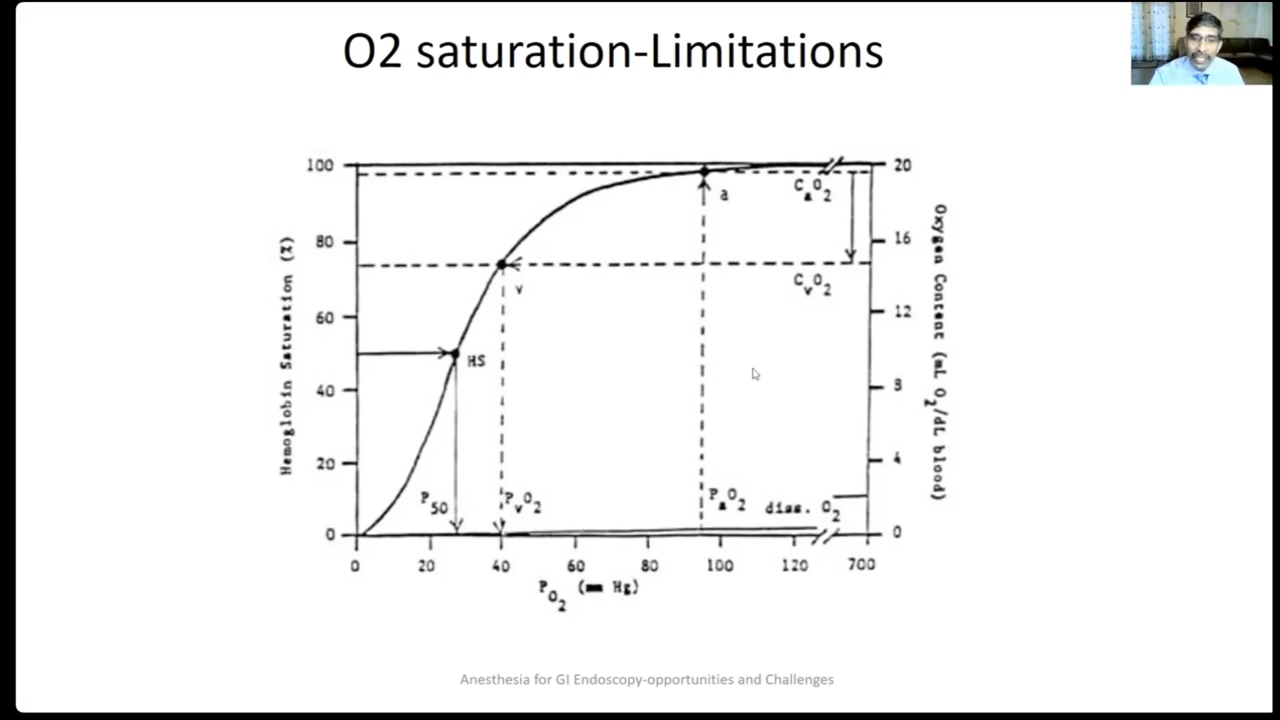 O2 saturation-Limitations
100
80
60
40
20
0
Hemoglobin Saturation (%)
20
16
12
8
4
0
Oxygen Content (mL O2/dL blood)
CaO2
a
CvO2
v
HS
P50
PvO2
PaO2
diss. O2
0 20 40 60 80 100 120 700
PO2 (mm Hg)
Anesthesia for GI Endoscopy-opportunities and Challenges